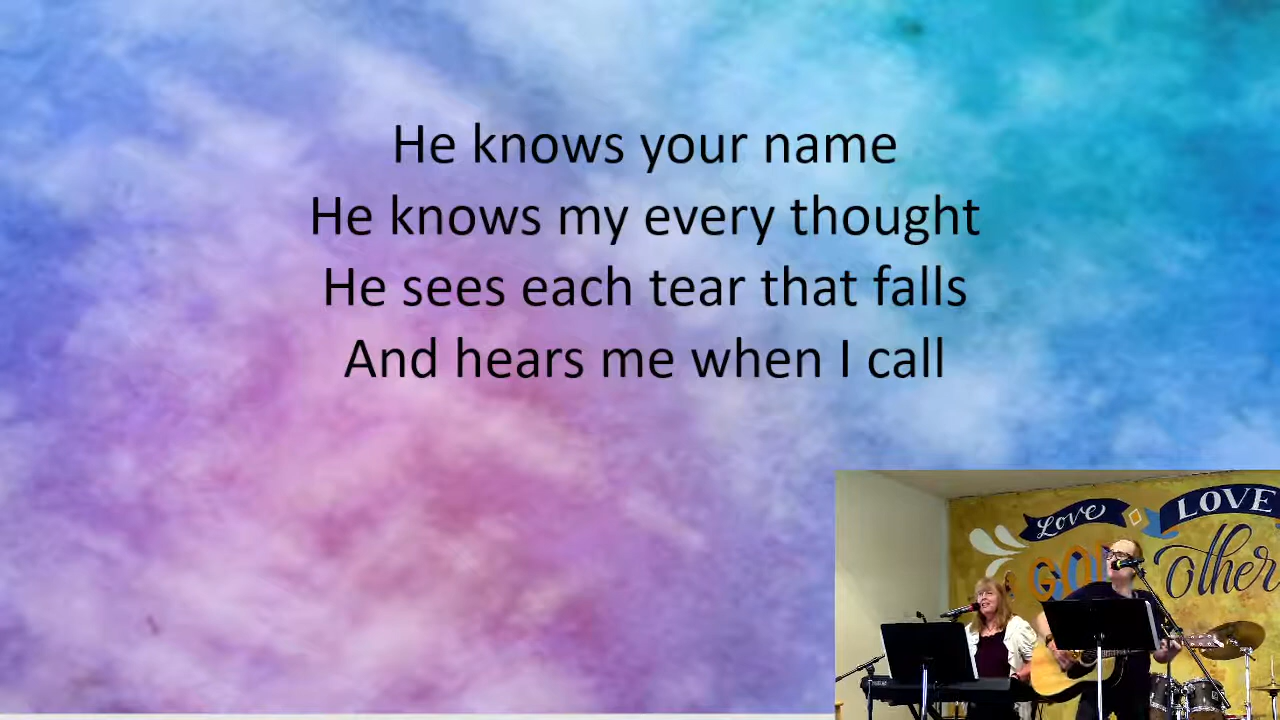 He knows your name
He knows my every thought
He sees each tear that falls
And hears me when I call
Love LOVE
GOD Other